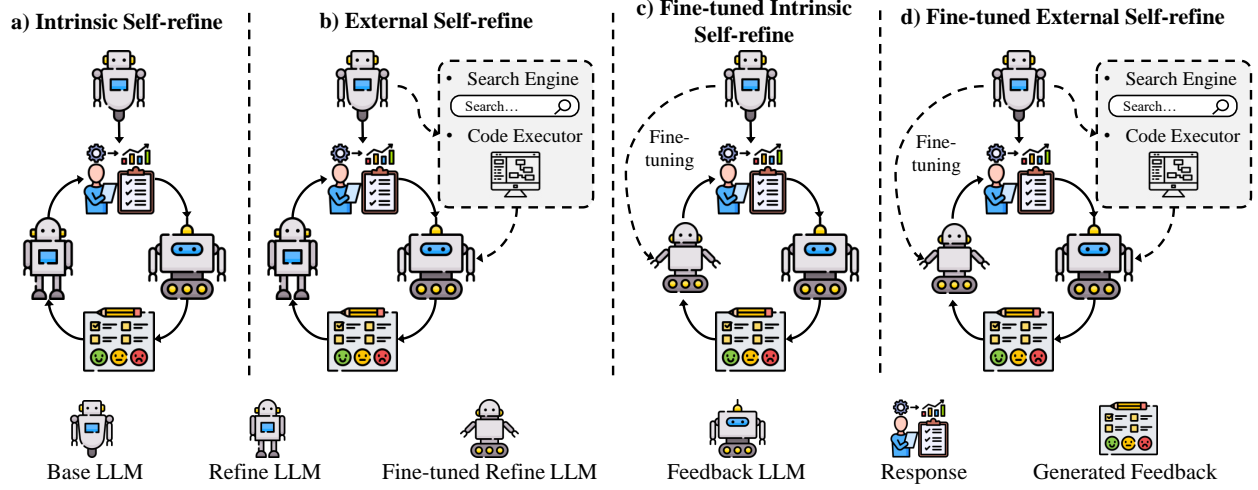 a) Intrinsic Self-refine
b) External Self-refine
• Search Engine
Search…
• Code Executor
c) Fine-tuned Intrinsic
Self-refine
Fine-
tuning
d) Fine-tuned External Self-refine
• Search Engine
Search…
• Code Executor
Fine-
tuning
Base LLM
Refine LLM
Fine-tuned Refine LLM
Feedback LLM
Response
Generated Feedback